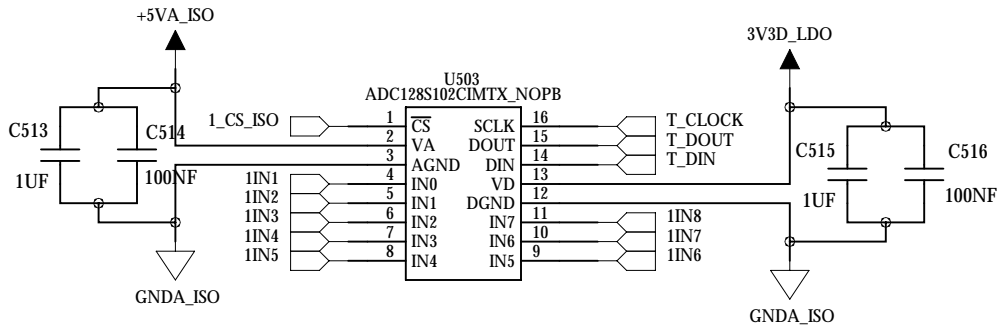 +5VA_ISO
3V3D_LDO
U503
ADC128S102CIMTX_NOPB
C513
C514
1UF
100NF
1_CS_ISO
1 CS SCLK 16 T_CLOCK
2 VA DOUT 15 T_DOUT
3 AGND DIN 14 T_DIN
4 IN0 VD 13
5 IN1 DGND 12
6 IN2 IN7 11
7 IN3 IN6 10
8 IN4 IN5 9
1IN1
1IN2
1IN3
1IN4
1IN5
1IN8
1IN7
1IN6
C515
C516
1UF
100NF
GNDA_ISO
GNDA_ISO